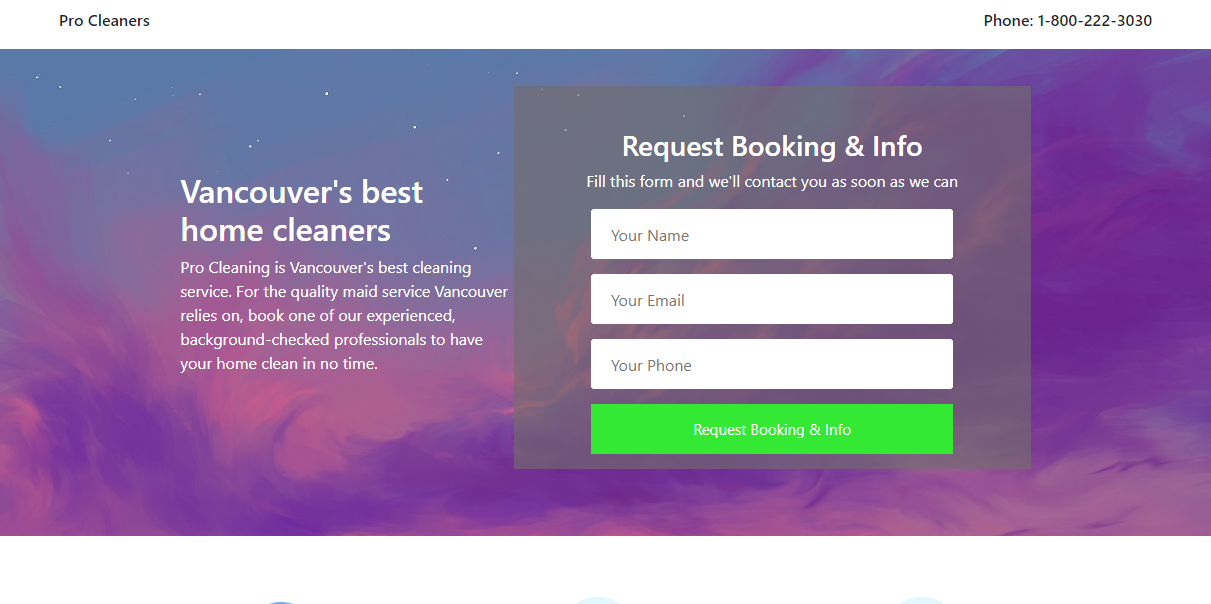 Pro Cleaners
Phone: 1-800-222-3030
Vancouver's best
home cleaners
Pro Cleaning is Vancouver's best cleaning
service. For the quality maid service Vancouver
relies on, book one of our experienced,
background-checked professionals to have
your home clean in no time.
Request Booking & Info
Fill this form and we'll contact you as soon as we can
Your Name
Your Email
Your Phone
Request Booking & Info